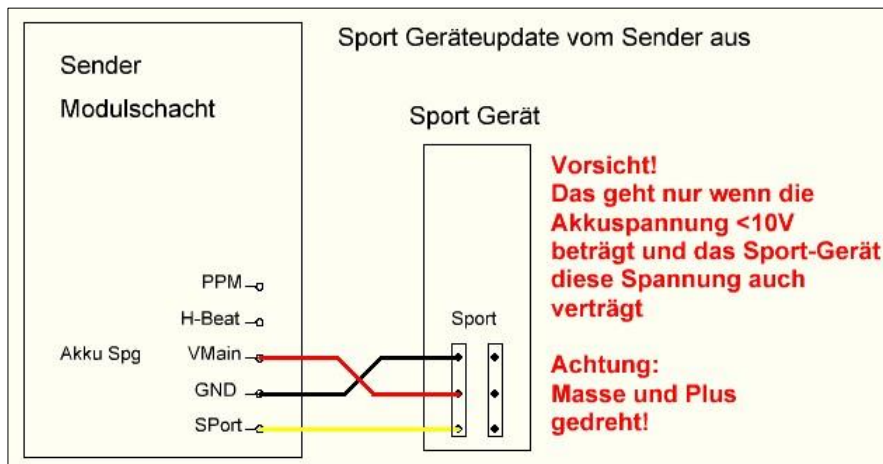 Sport Geräteupdate vom Sender aus
Sender
Modulschacht
Sport Gerät
Vorsicht!
Das geht nur wenn die
Akkuspannung <10V
beträgt und das Sport-Gerät
diese Spannung auch
verträgt
PPM
H-Beat
Sport
Akku Spg VMain
GND
SPort
Achtung:
Masse und Plus
gedreht!